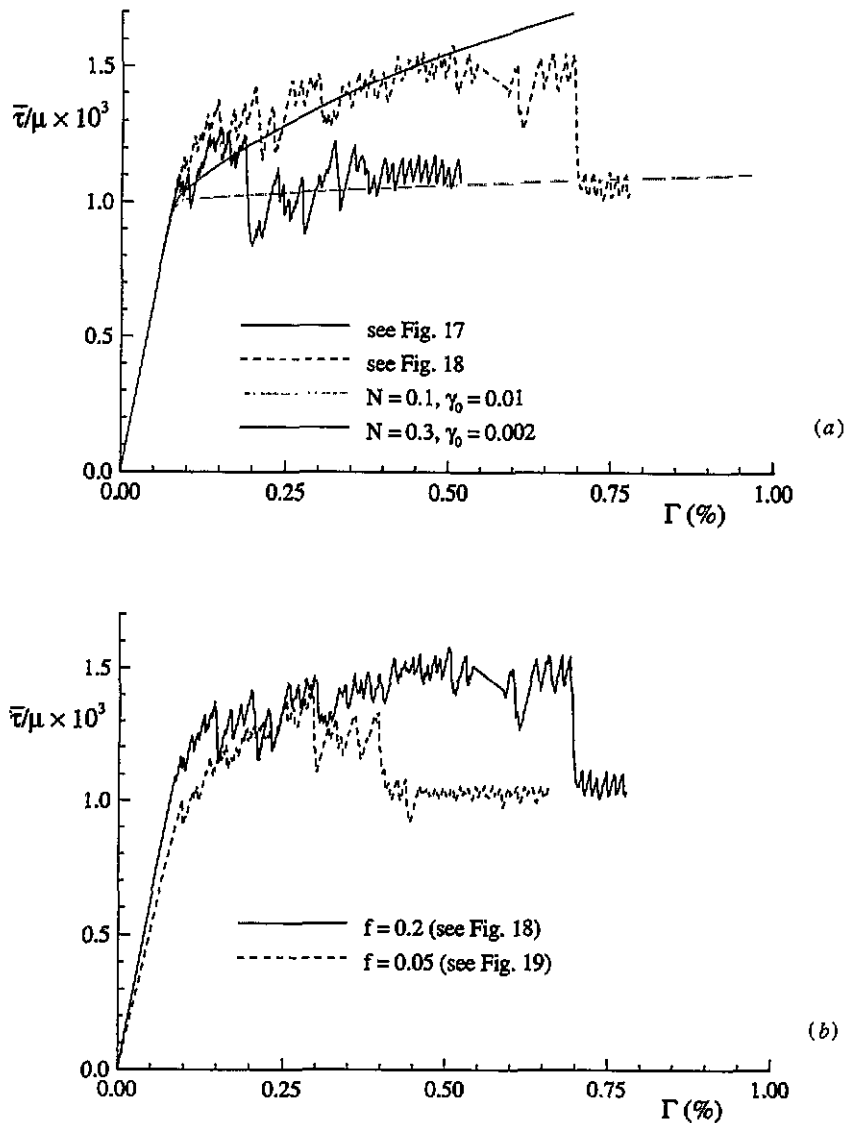 1.5
τ̄/μ × 10³
1.0
0.5
0.0
see Fig. 17
see Fig. 18
N = 0.1, γ₀ = 0.01
N = 0.3, γ₀ = 0.002
(a)
0.00 0.25 0.50 0.75 1.00
Γ (%)
1.5
τ̄/μ × 10³
1.0
0.5
0.0
f = 0.2 (see Fig. 18)
f = 0.05 (see Fig. 19)
(b)
0.00 0.25 0.50 0.75 1.00
Γ (%)